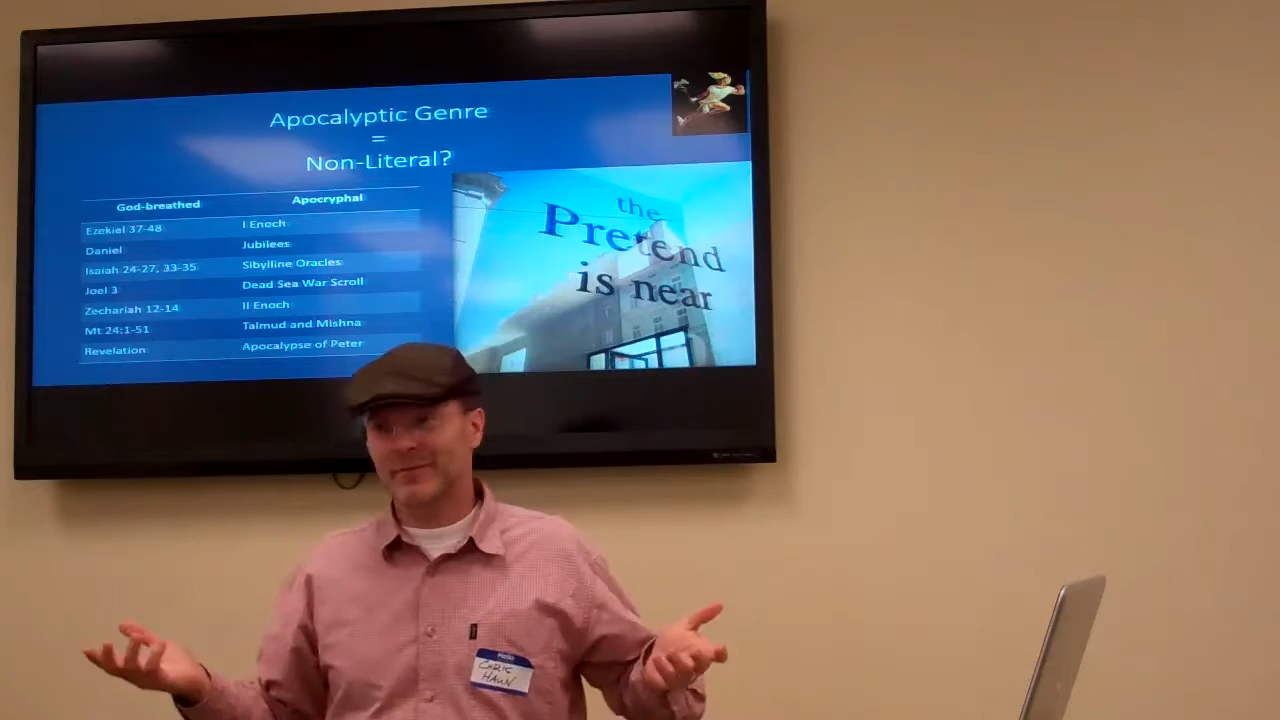 Apocalyptic Genre
=
Non-Literal?
God-breathed Apocryphal
Ezekiel 37-48 I Enoch
Daniel Jubilees
Isaiah 24-27, 33-35 Sibylline Oracles
Joel 3 Dead Sea War Scroll
Zechariah 12-14 II Enoch
Mt 24:1-51 Talmud and Mishna
Revelation Apocalypse of Peter
the
Pretend
is near
Hello
CHRIS
HAUN